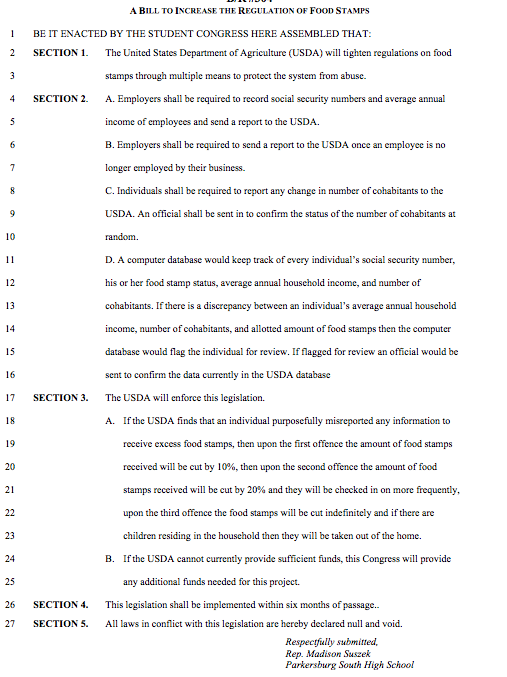 A BILL TO INCREASE THE REGULATION OF FOOD STAMPS
1 BE IT ENACTED BY THE STUDENT CONGRESS HERE ASSEMBLED THAT:
2 SECTION 1. The United States Department of Agriculture (USDA) will tighten regulations on food
3 stamps through multiple means to protect the system from abuse.
4 SECTION 2. A. Employers shall be required to record social security numbers and average annual
5 income of employees and send a report to the USDA.
6 B. Employers shall be required to send a report to the USDA once an employee is no
7 longer employed by their business.
8 C. Individuals shall be required to report any change in number of cohabitants to the
9 USDA. An official shall be sent in to confirm the status of the number of cohabitants at
10 random.
11 D. A computer database would keep track of every individual's social security number,
12 his or her food stamp status, average annual household income, and number of
13 cohabitants. If there is a discrepancy between an individual's average annual household
14 income, number of cohabitants, and allotted amount of food stamps then the computer
15 database would flag the individual for review. If flagged for review an official would be
16 sent to confirm the data currently in the USDA database
17 SECTION 3. The USDA will enforce this legislation.
18 A. If the USDA finds that an individual purposefully misreported any information to
19 receive excess food stamps, then upon the first offence the amount of food stamps
20 received will be cut by 10%, then upon the second offence the amount of food
21 stamps received will be cut by 20% and they will be checked in on more frequently,
22 upon the third offence the food stamps will be cut indefinitely and if there are
23 children residing in the household then they will be taken out of the home.
24 B. If the USDA cannot currently provide sufficient funds, this Congress will provide
25 any additional funds needed for this project.
26 SECTION 4. This legislation shall be implemented within six months of passage..
27 SECTION 5. All laws in conflict with this legislation are hereby declared null and void.
Respectfully submitted,
Rep. Madison Suszek
Parkersburg South High School